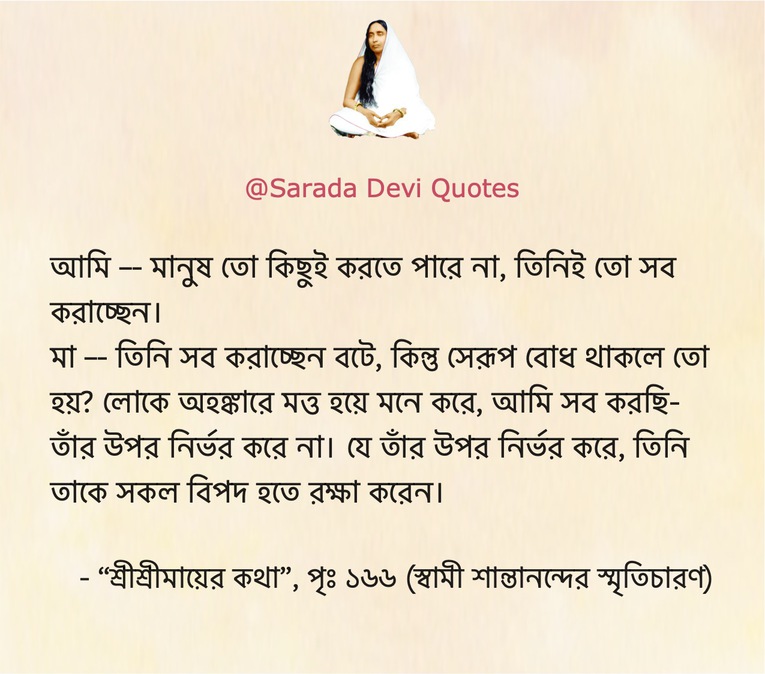 @Sarada Devi Quotes
আমি -- মানুষ তো কিছুই করতে পারে না, তিনিই তো সব
করাচ্ছেন।
মা -- তিনি সব করাচ্ছেন বটে, কিন্তু সেরূপ বোধ থাকলে তো
হয়? লোকে অহঙ্কারে মত্ত হয়ে মনে করে, আমি সব করছি-
তাঁর উপর নির্ভর করে না। যে তাঁর উপর নির্ভর করে, তিনি
তাকে সকল বিপদ হতে রক্ষা করেন।
- “শ্রীশ্রীমায়ের কথা”, পৃঃ ১৬৬ (স্বামী শান্তানন্দের স্মৃতিচারণ)